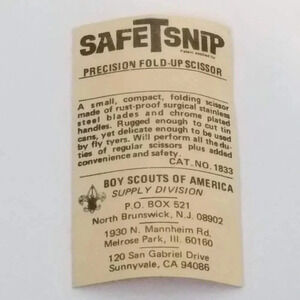 SAFETSNIP
PRECISION FOLD-UP SCISSOR
A small, compact, folding scissor
made of rust-proof surgical stainless
steel blades and chrome plated
handles. Rugged enough to cut tin
cans, yet delicate enough to be used
by fly tyers. Will perform all the du-
ties of regular scissors plus added
convenience and safety.
CAT. NO. 1833
BOY SCOUTS OF AMERICA
SUPPLY DIVISION
P.O. BOX 521
North Brunswick, N.J. 08902
1930 N. Mannheim Rd.
Melrose Park, Ill. 60160
120 San Gabriel Drive
Sunnyvale, CA 94086